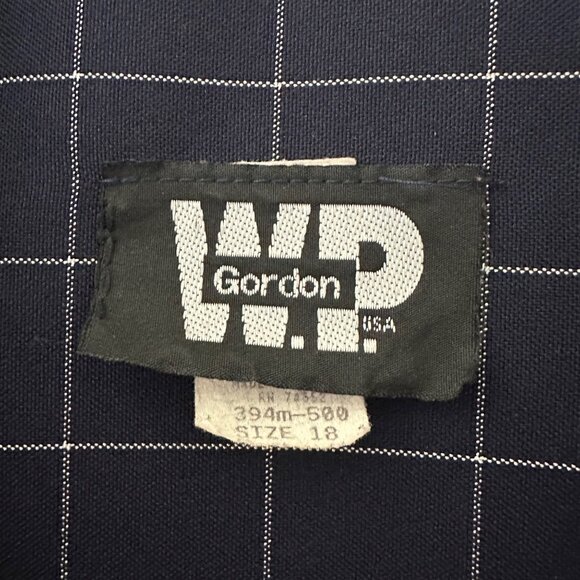 W.P.
Gordon
USA
394m-500
SIZE 18